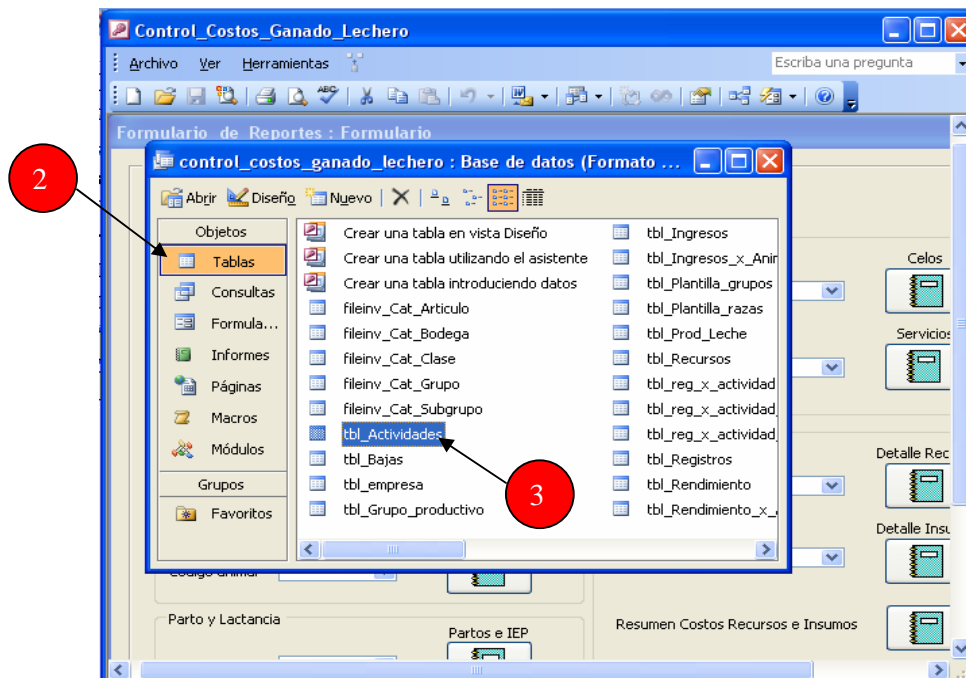 Control_Costos_Ganado_Lechero
Archivo Ver Herramientas
Escriba una pregunta
Formulario de Reportes : Formulario
control_costos_ganado_lechero : Base de datos (Formato ...
2
Abrir Diseño Nuevo
Objetos
Tablas
Consultas
Formula...
Informes
Páginas
Macros
Módulos
Grupos
Favoritos
Crear una tabla en vista Diseño
Crear una tabla utilizando el asistente
Crear una tabla introduciendo datos
fileinv_Cat_Articulo
fileinv_Cat_Bodega
fileinv_Cat_Clase
fileinv_Cat_Grupo
fileinv_Cat_Subgrupo
tbl_Actividades
tbl_Bajas
tbl_empresa
tbl_Grupo_productivo
tbl_Ingresos
tbl_Ingresos_x_Anir
tbl_Plantilla_grupos
tbl_Plantilla_razas
tbl_Prod_Leche
tbl_Recursos
tbl_reg_x_actividad
tbl_reg_x_actividad_
tbl_reg_x_actividad_
tbl_Registros
tbl_Rendimiento
tbl_Rendimiento_x_
3
Celos
Servicios
Detalle Rec
Detalle Insu
Código animal
Parto y Lactancia
Partos e IEP
Resumen Costos Recursos e Insumos